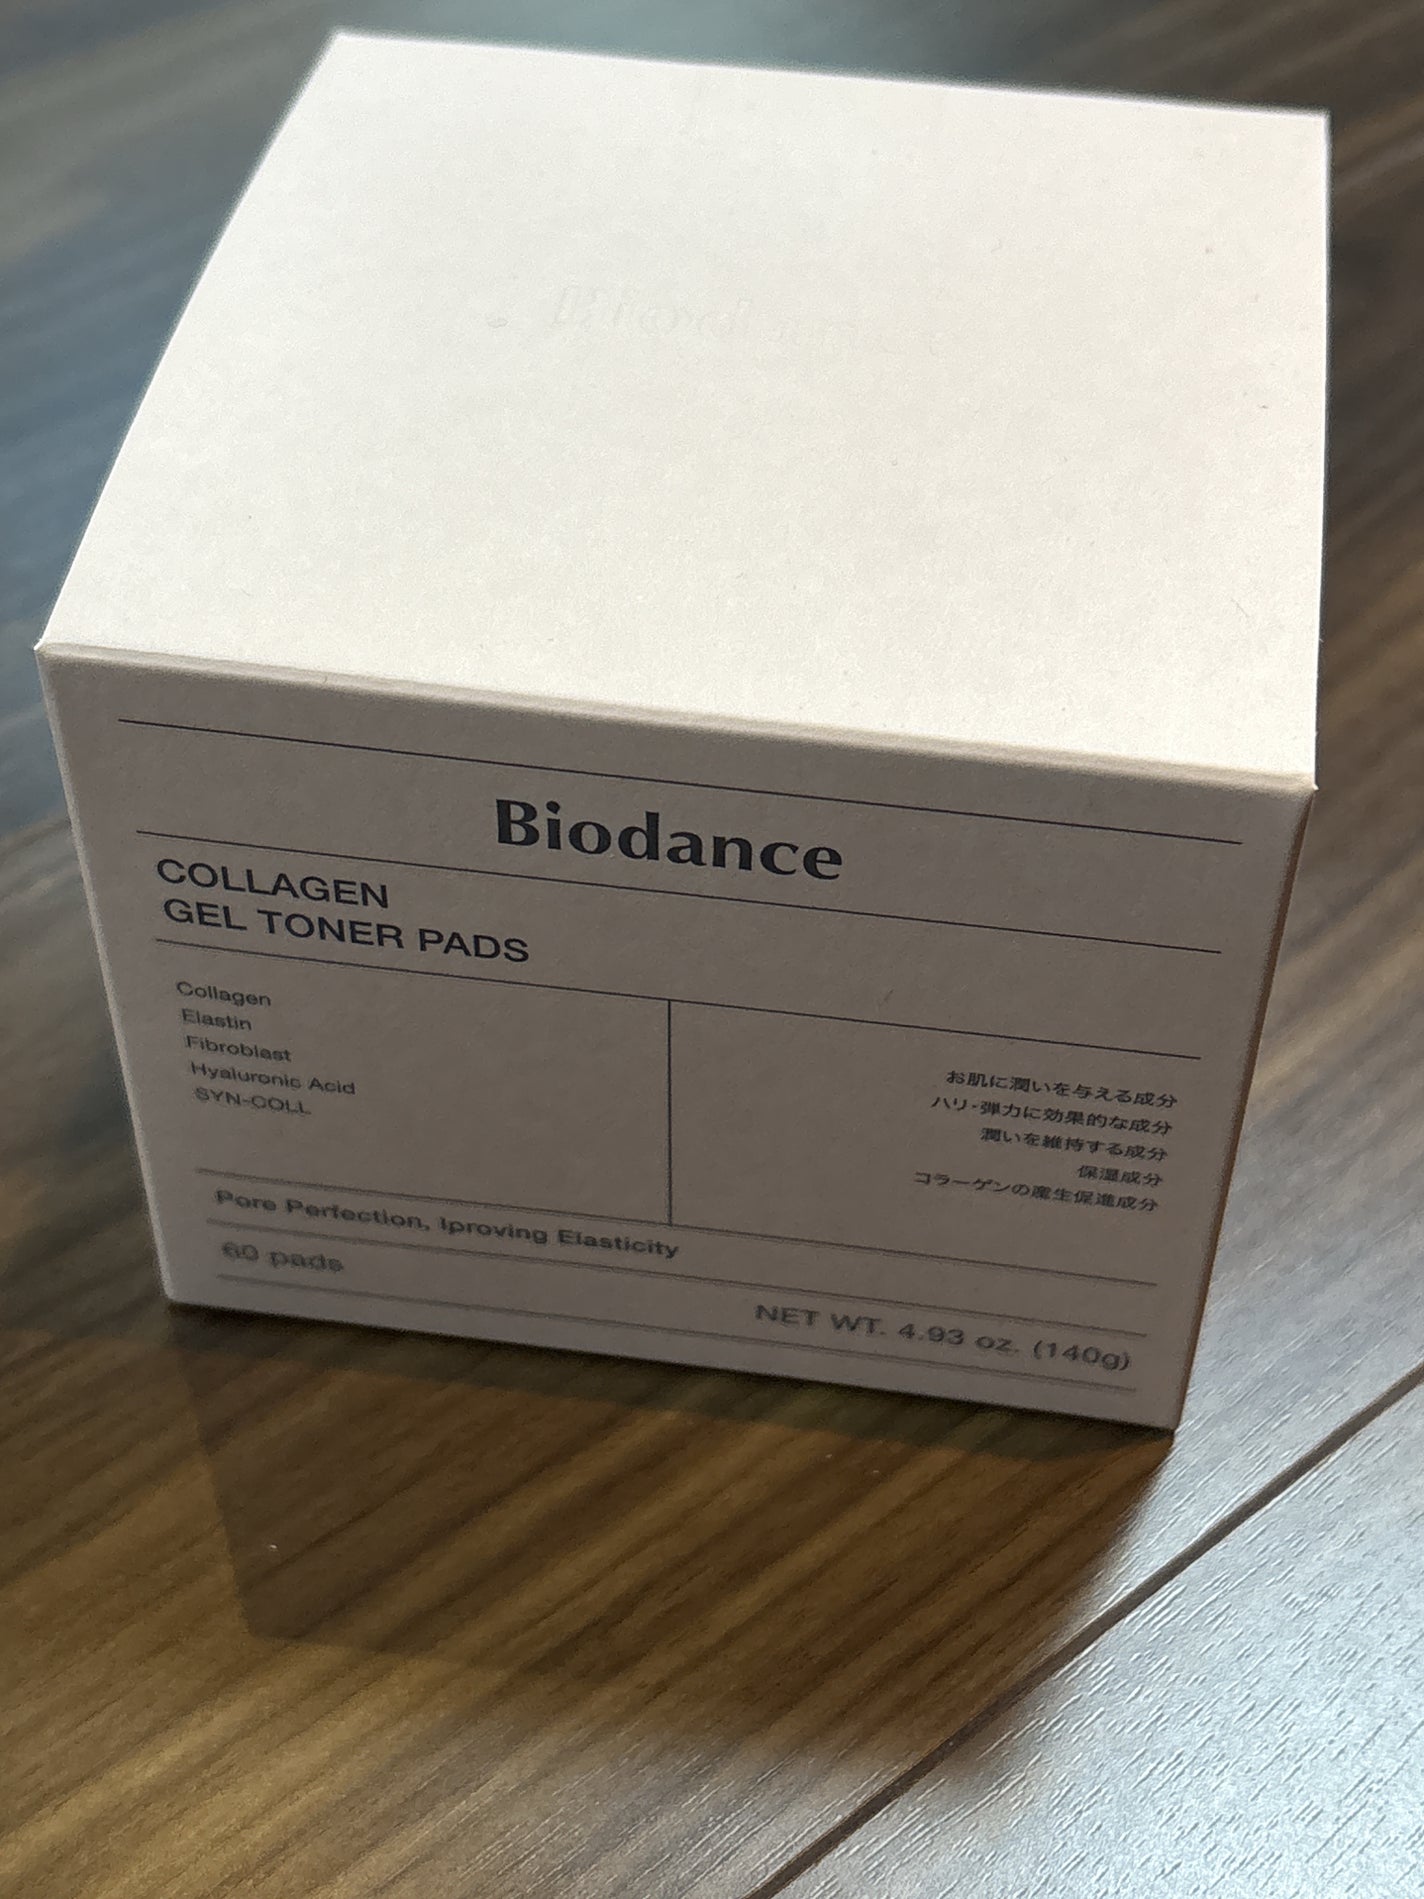 Biodance
COLLAGEN
GEL TONER PADS
Collagen
Elastin
Fibroblast
Hyaluronic Acid
SYN-COLL
お肌に潤いを与える成分
ハリ・弾力に効果的な成分
潤いを維持する成分
保湿成分
コラーゲンの産生促進成分
Pore Perfection, Iproving Elasticity
60 pads
NET WT. 4.93 oz. (140g)